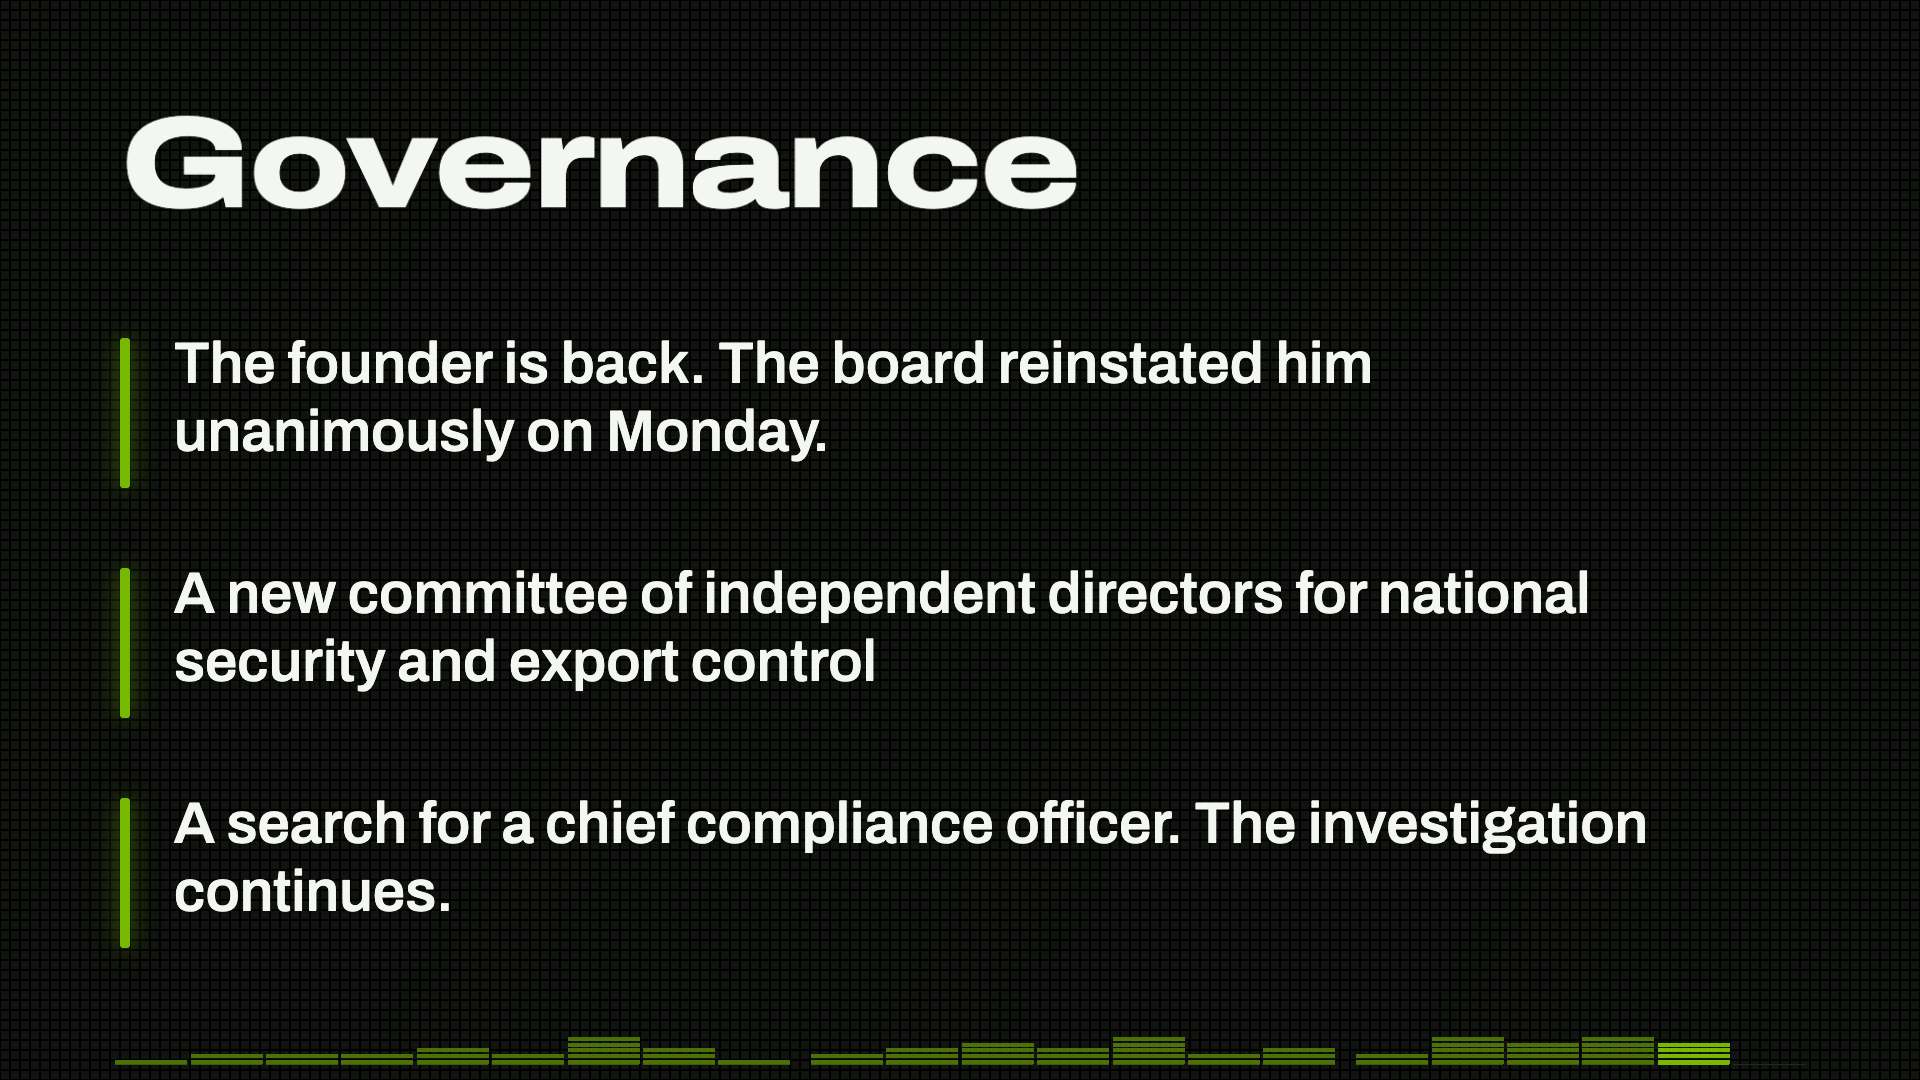 Governance
The founder is back. The board reinstated him
unanimously on Monday.
A new committee of independent directors for national
security and export control
A search for a chief compliance officer. The investigation
continues.